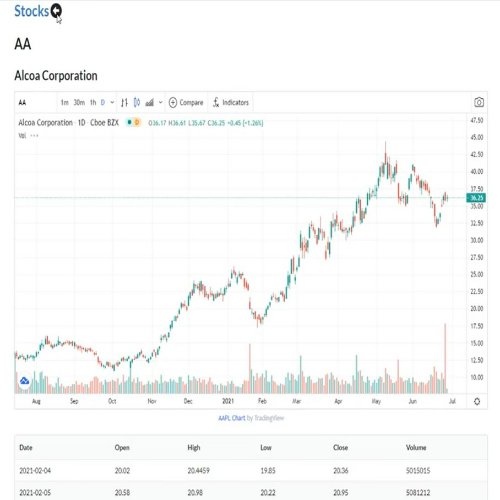 Stocks
AA
Alcoa Corporation
AA 1m 30m 1h D Compare Indicators
Alcoa Corporation · 1D · Cboe BZX D O36.17 H36.61 L35.67 C36.25 +0.45 (+1.26%)
Vol
47.50
45.00
42.50
40.00
37.50
36.25
35.00
32.50
30.00
27.50
25.00
22.50
20.00
17.50
15.00
12.50
10.00
Aug Sep Oct Nov Dec 2021 Feb Mar Apr May Jun Jul
AAPL Chart by TradingView
Date Open High Low Close Volume
2021-02-04 20.02 20.4459 19.85 20.36 5015015
2021-02-05 20.58 20.98 20.22 20.95 5081212